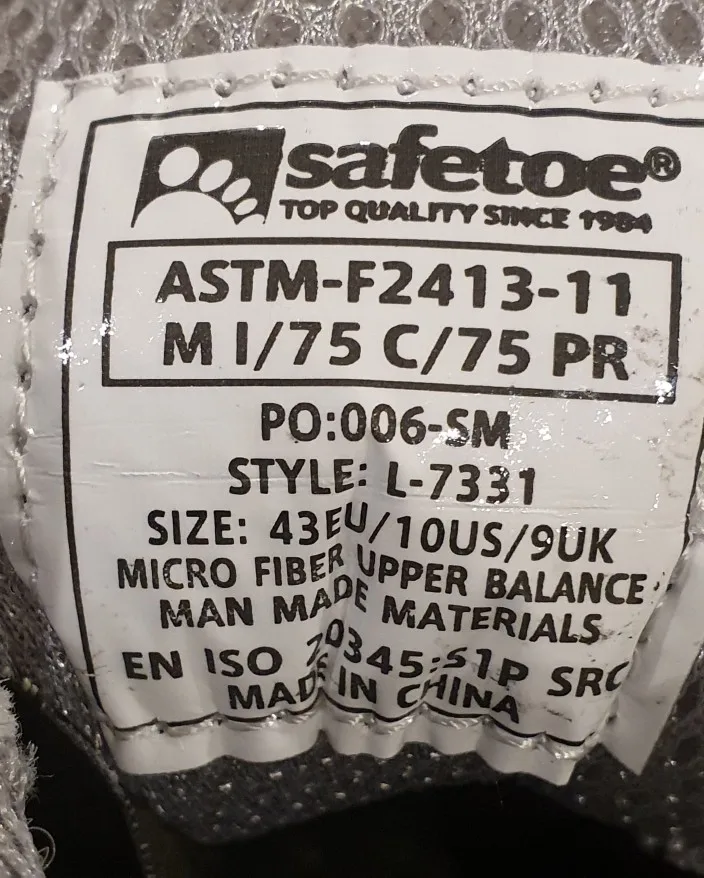 safetoe®
TOP QUALITY SINCE 1984
ASTM-F2413-11
M I/75 C/75 PR
PO:006-SM
STYLE: L-7331
SIZE: 43EU/10US/9UK
MICRO FIBER UPPER BALANCE
MAN MADE MATERIALS
EN ISO 20345:S1P SRC
MADE IN CHINA